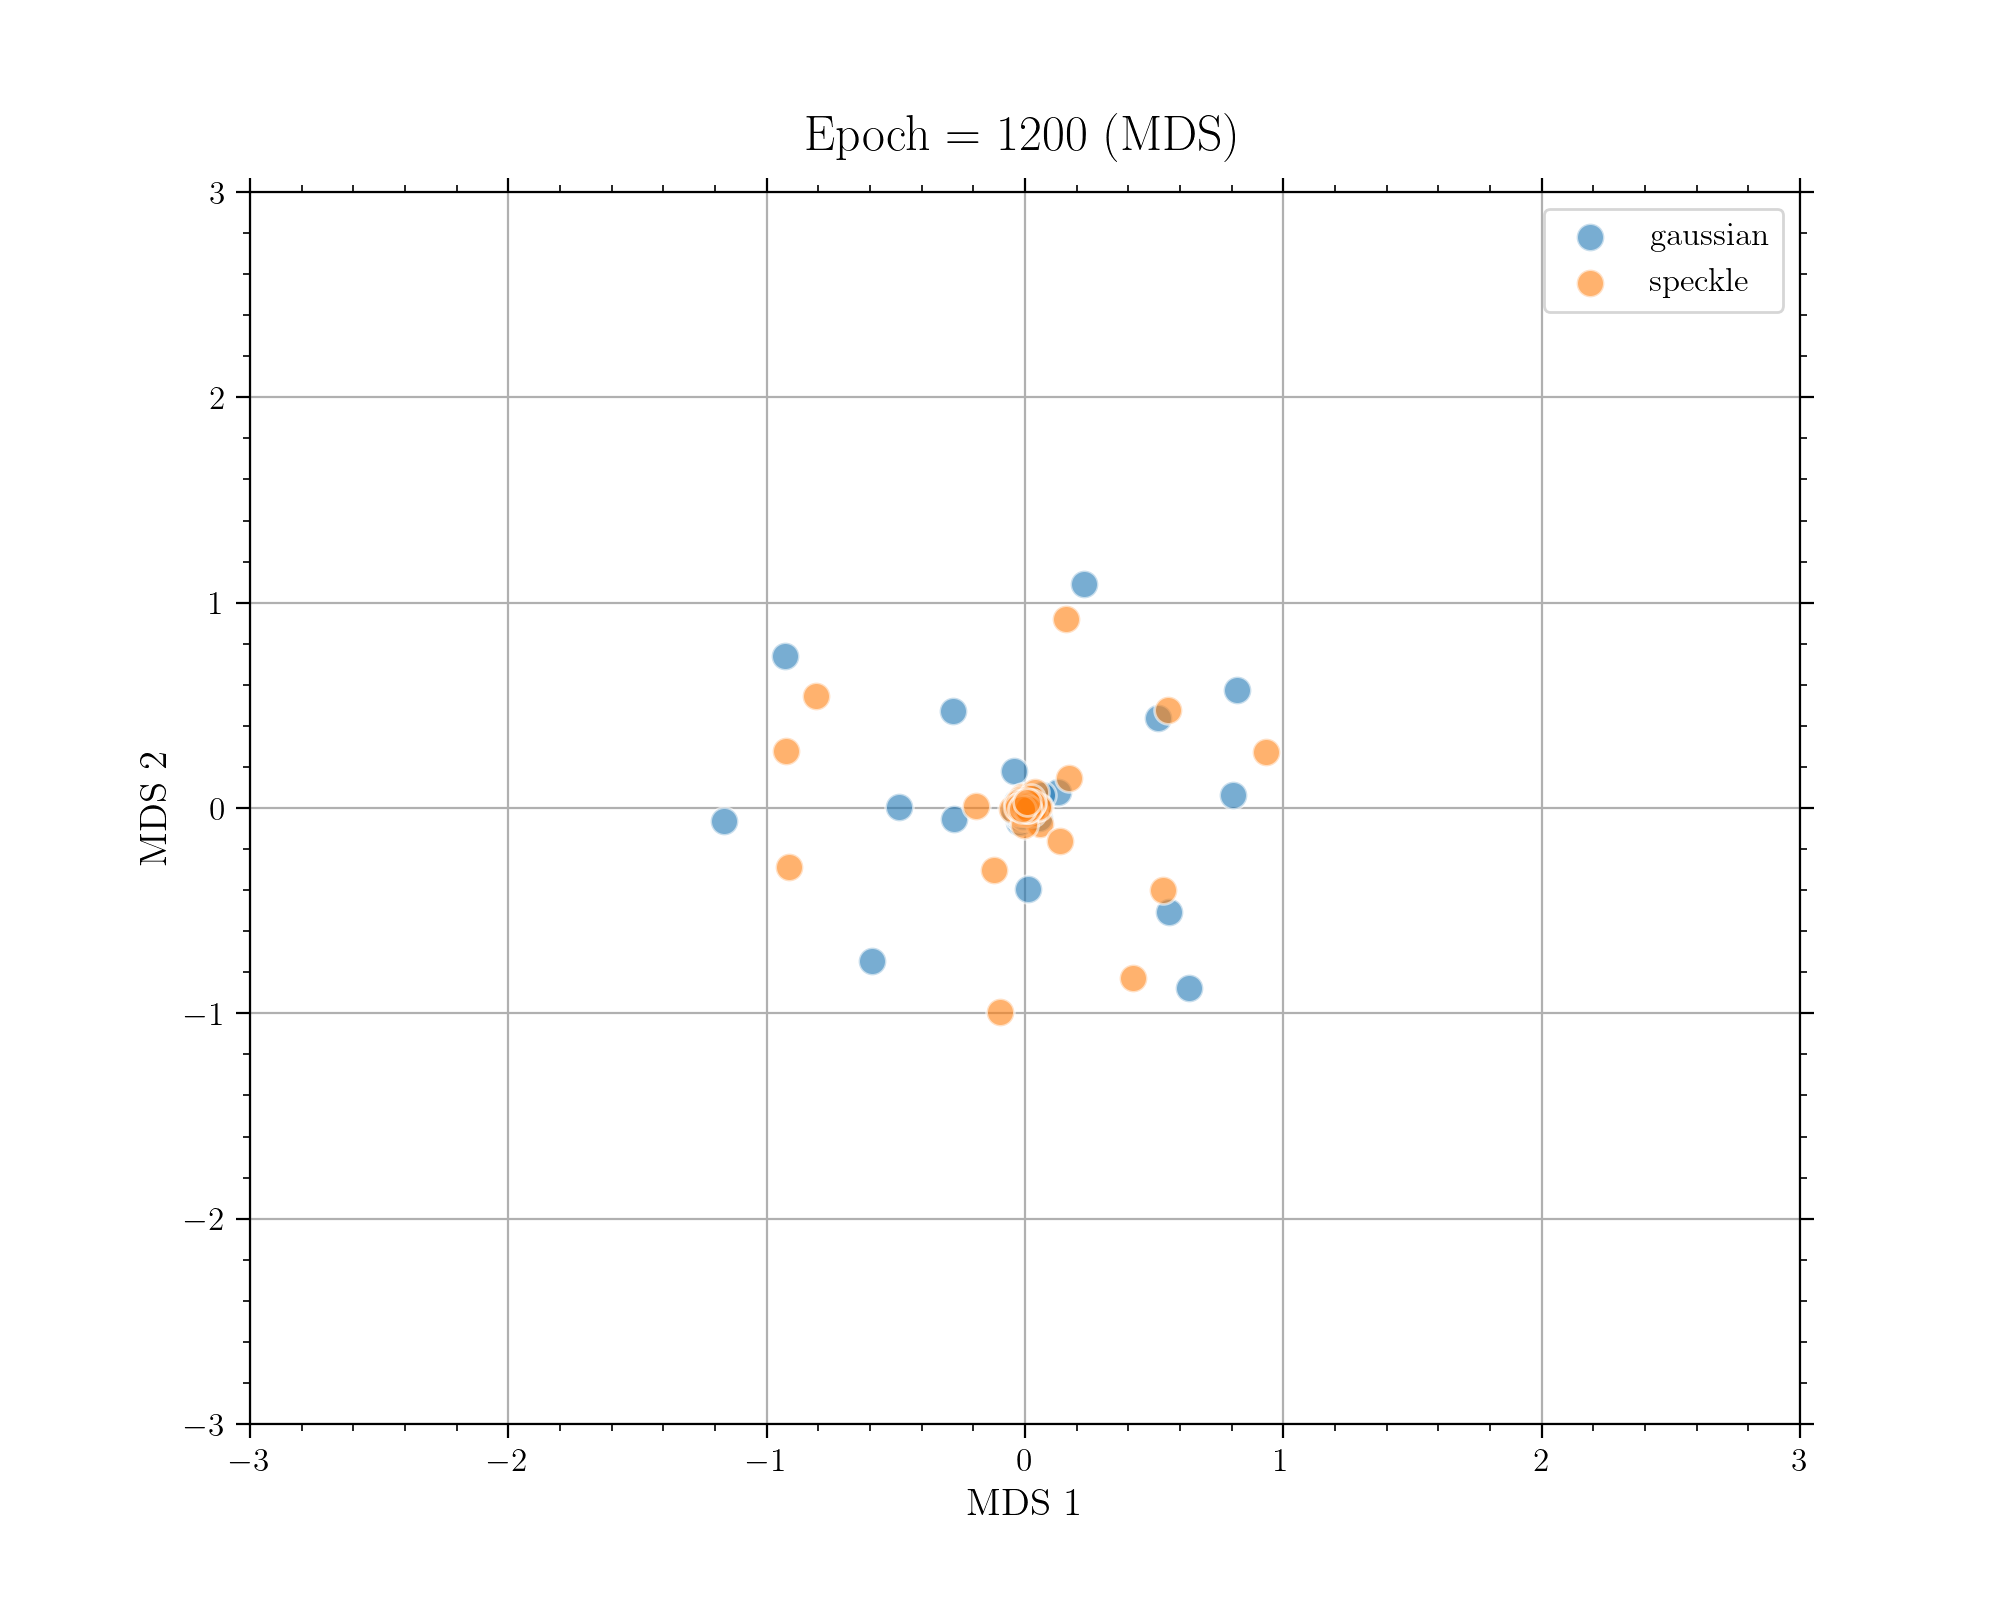 Epoch = 1200 (MDS)
gaussian
speckle
3
2
1
0
−1
−2
−3
MDS 2
−3 −2 −1 0 1 2 3
MDS 1